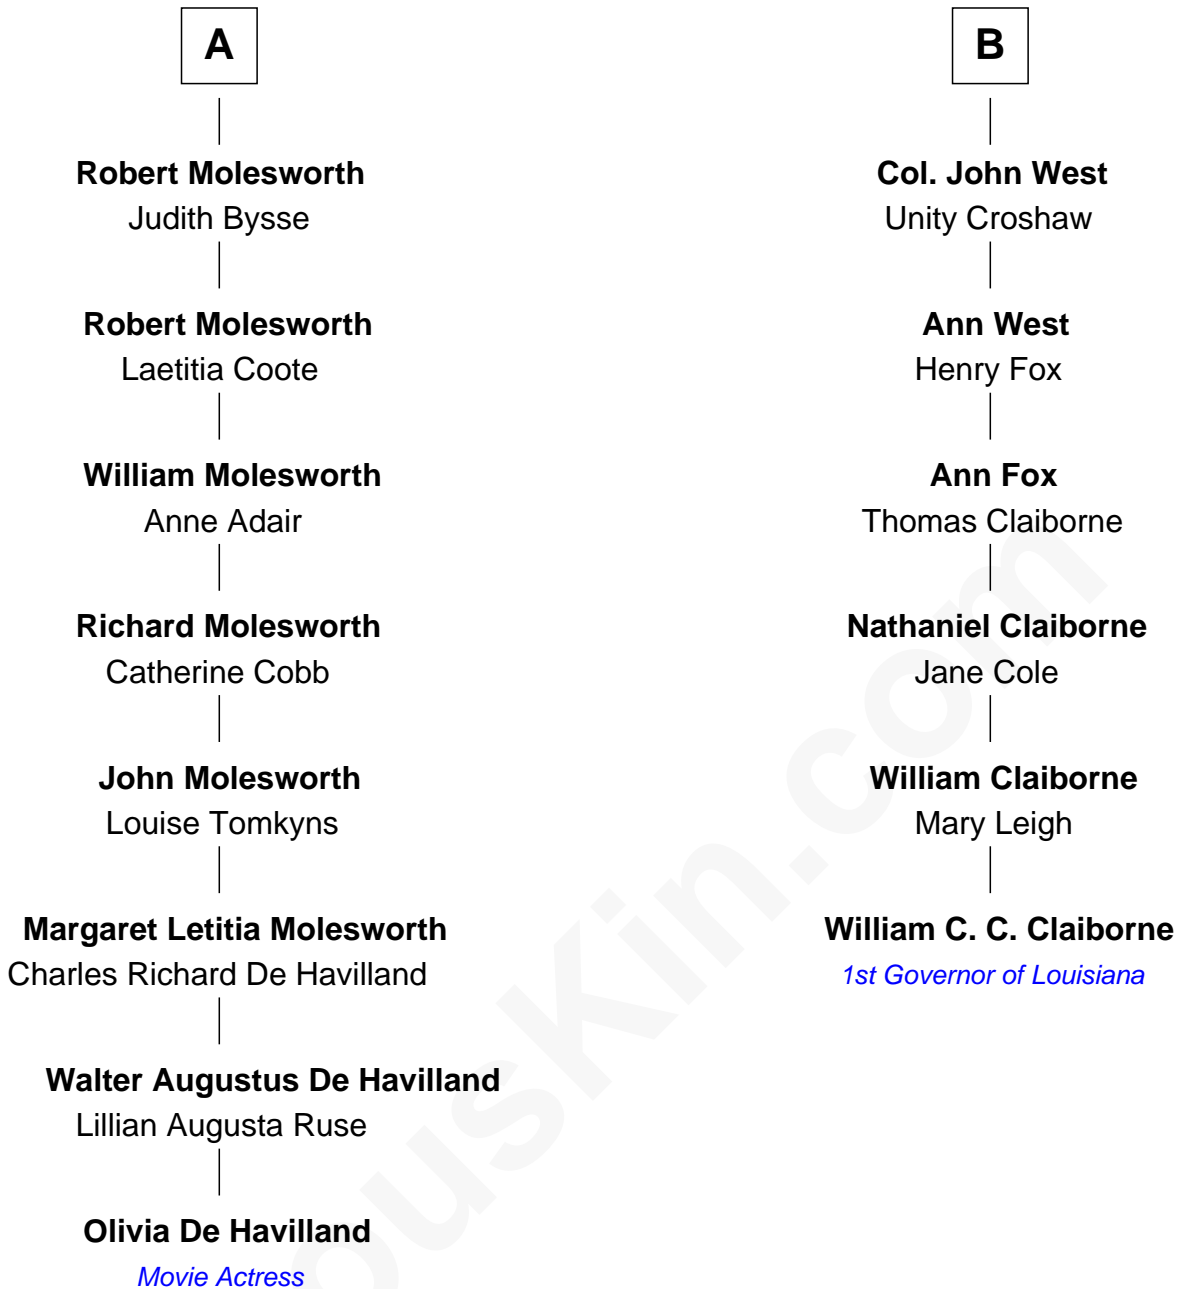 A
Robert Molesworth
Judith Bysse
Robert Molesworth
Laetitia Coote
William Molesworth
Anne Adair
Richard Molesworth
Catherine Cobb
John Molesworth
Louise Tomkyns
Margaret Letitia Molesworth
Charles Richard De Havilland
Walter Augustus De Havilland
Lillian Augusta Ruse
Olivia De Havilland
Movie Actress
B
Col. John West
Unity Croshaw
Ann West
Henry Fox
Ann Fox
Thomas Claiborne
Nathaniel Claiborne
Jane Cole
William Claiborne
Mary Leigh
William C. C. Claiborne
1st Governor of Louisiana
ousKin.com